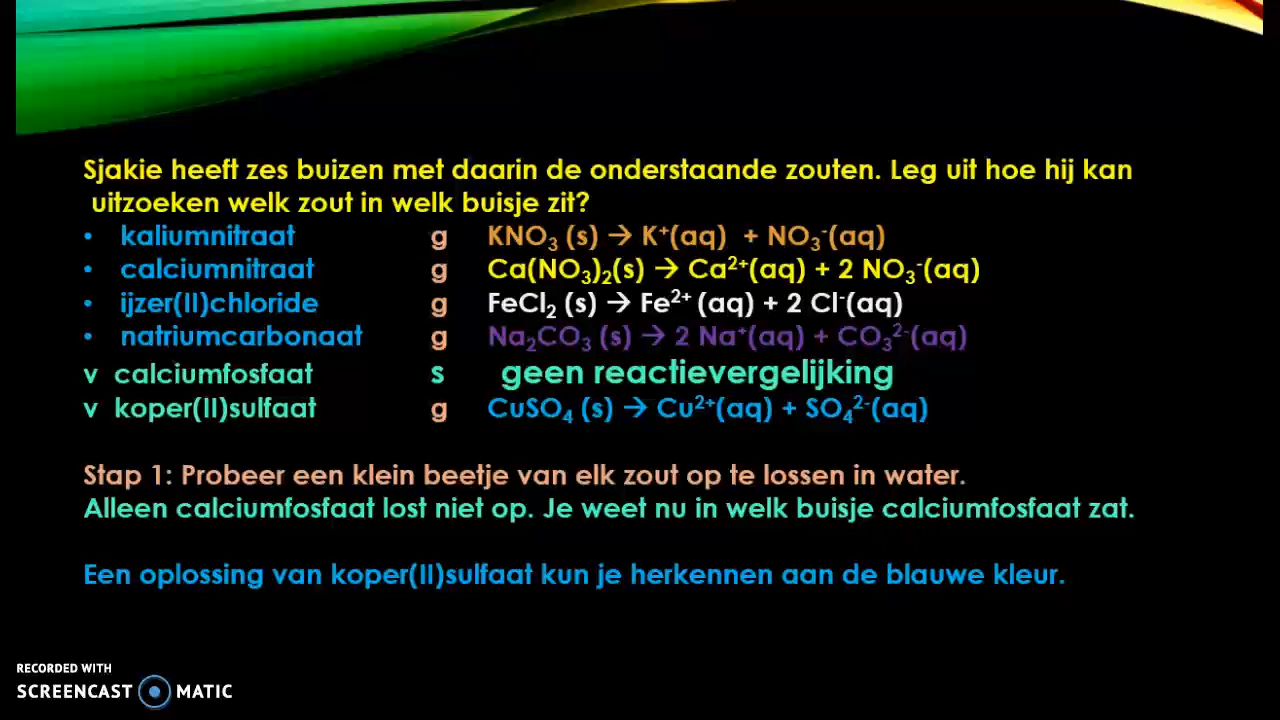 Sjakie heeft zes buizen met daarin de onderstaande zouten. Leg uit hoe hij kan
uitzoeken welk zout in welk buisje zit?
• kaliumnitraat g KNO₃ (s) → K⁺(aq) + NO₃⁻(aq)
• calciumnitraat g Ca(NO₃)₂(s) → Ca²⁺(aq) + 2 NO₃⁻(aq)
• ijzer(II)chloride g FeCl₂ (s) → Fe²⁺ (aq) + 2 Cl⁻(aq)
• natriumcarbonaat g Na₂CO₃ (s) → 2 Na⁺(aq) + CO₃²⁻(aq)
v calciumfosfaat s geen reactievergelijking
v koper(II)sulfaat g CuSO₄ (s) → Cu²⁺(aq) + SO₄²⁻(aq)
Stap 1: Probeer een klein beetje van elk zout op te lossen in water.
Alleen calciumfosfaat lost niet op. Je weet nu in welk buisje calciumfosfaat zat.
Een oplossing van koper(II)sulfaat kun je herkennen aan de blauwe kleur.
RECORDED WITH
SCREENCAST MATIC